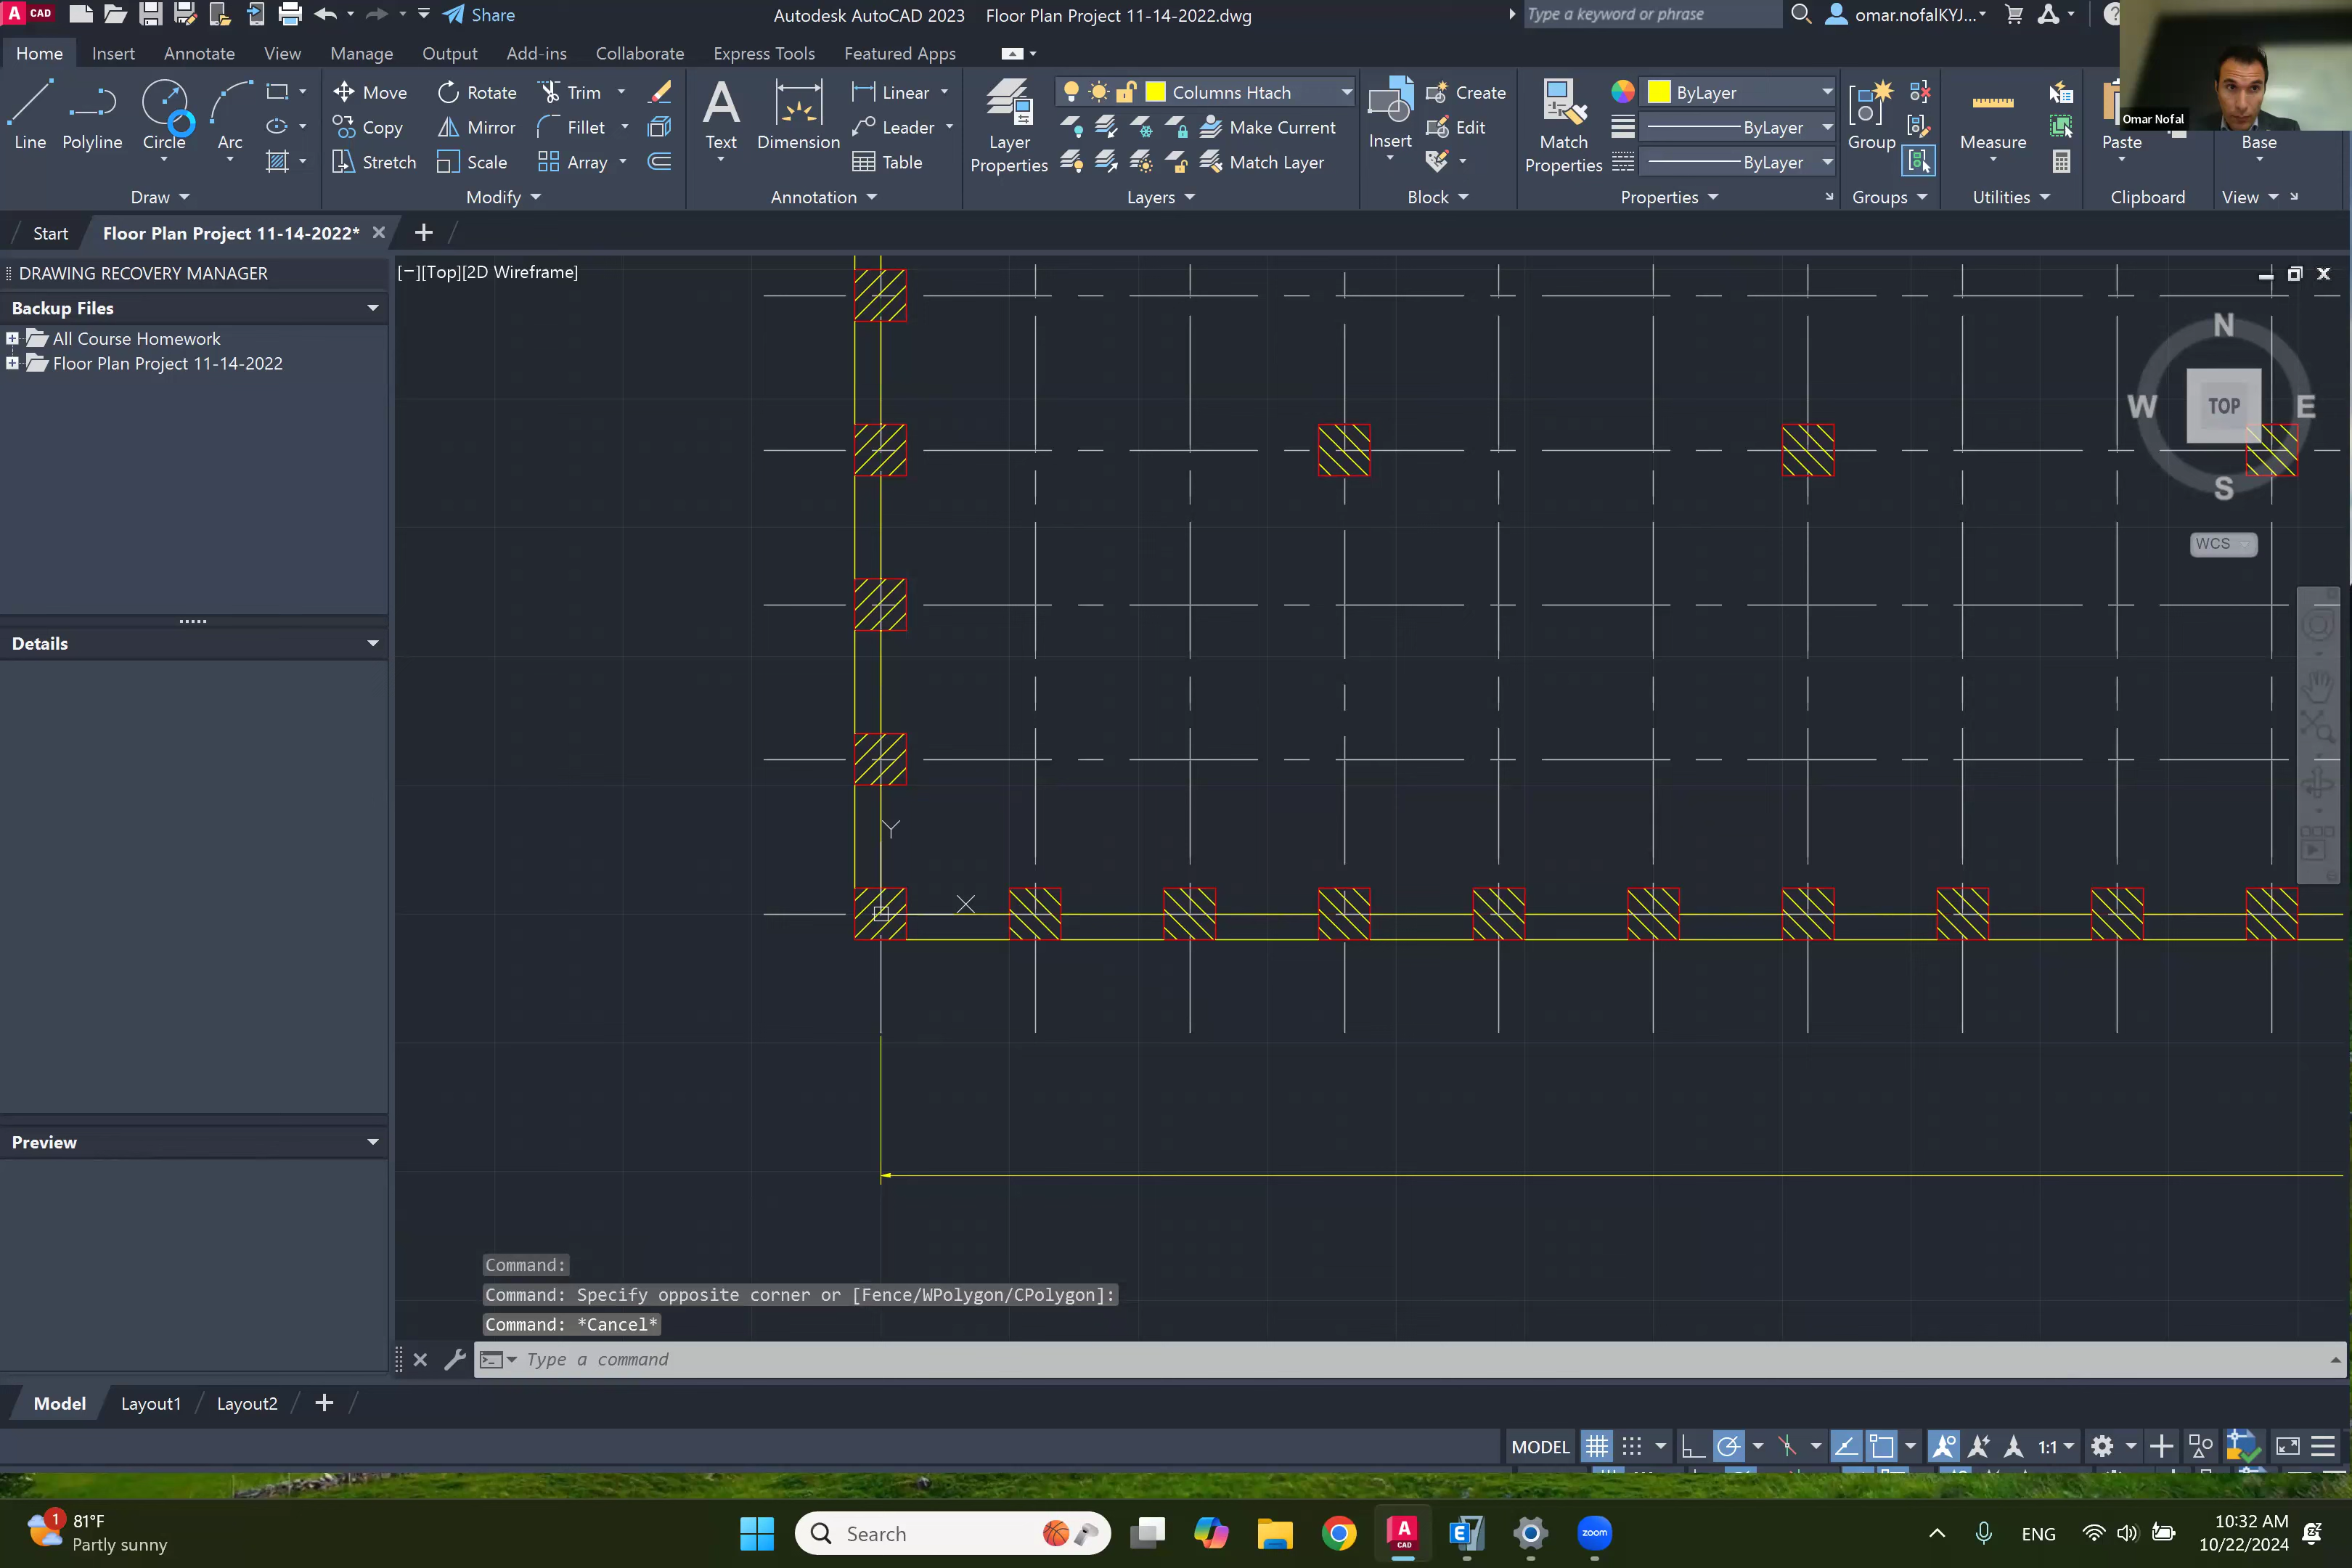 A CAD Share Autodesk AutoCAD 2023 Floor Plan Project 11-14-2022.dwg Type a keyword or phrase omar.nofalKYJ...
Home Insert Annotate View Manage Output Add-ins Collaborate Express Tools Featured Apps
Line Polyline Circle Arc
Draw
Move Rotate Trim
Copy Mirror Fillet
Stretch Scale Array
Modify
Text Dimension
Linear
Leader
Table
Annotation
Layer Properties
Columns Htach
Make Current
Match Layer
Layers
Insert
Create
Edit
Block
Match Properties
ByLayer
ByLayer
ByLayer
Properties
Group
Groups
Measure
Utilities
Paste
Clipboard
Base
View
Omar Nofal
Start Floor Plan Project 11-14-2022*
DRAWING RECOVERY MANAGER
Backup Files
All Course Homework
Floor Plan Project 11-14-2022
Details
Preview
[−][Top][2D Wireframe]
N
W TOP E
S
WCS
Y
X
Command:
Command: Specify opposite corner or [Fence/WPolygon/CPolygon]:
Command: *Cancel*
Type a command
Model Layout1 Layout2
MODEL 1:1
1
81°F
Partly sunny
Search
A CAD
zoom
ENG
10:32 AM
10/22/2024